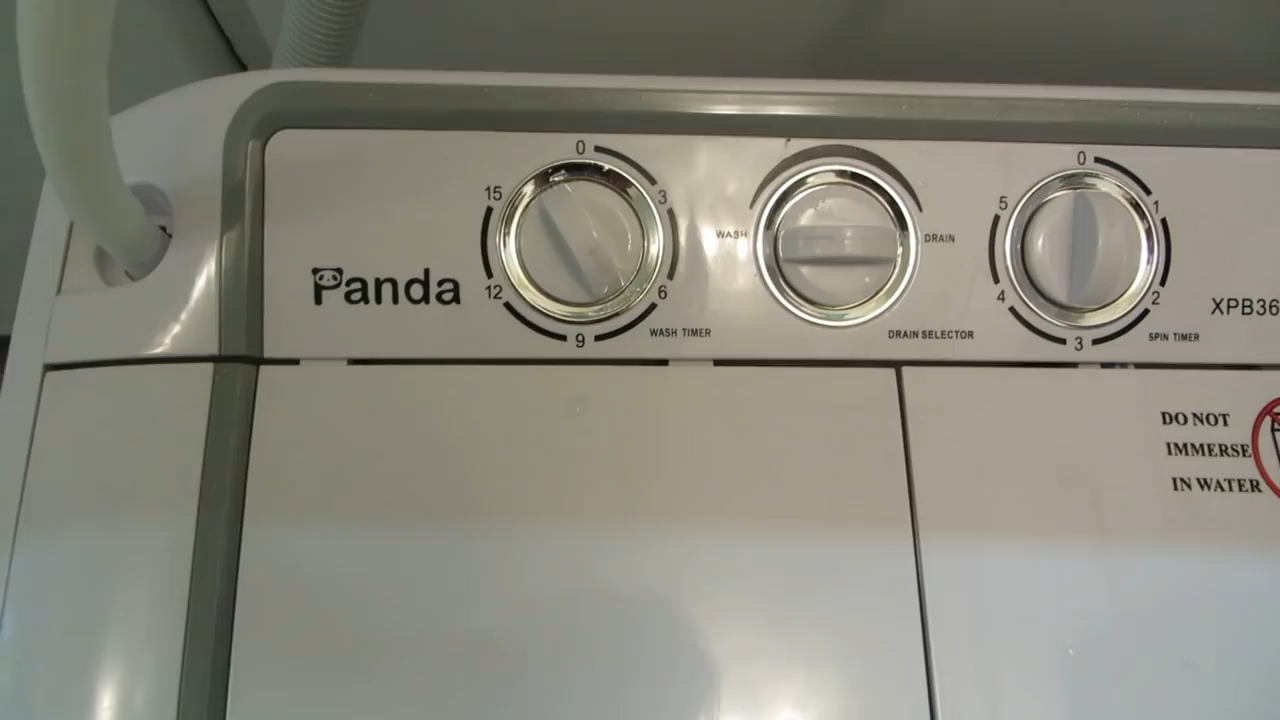 Panda
0
3
6
9
12
15
WASH TIMER
WASH
DRAIN
DRAIN SELECTOR
0
1
2
3
4
5
SPIN TIMER
XPB36
DO NOT
IMMERSE
IN WATER